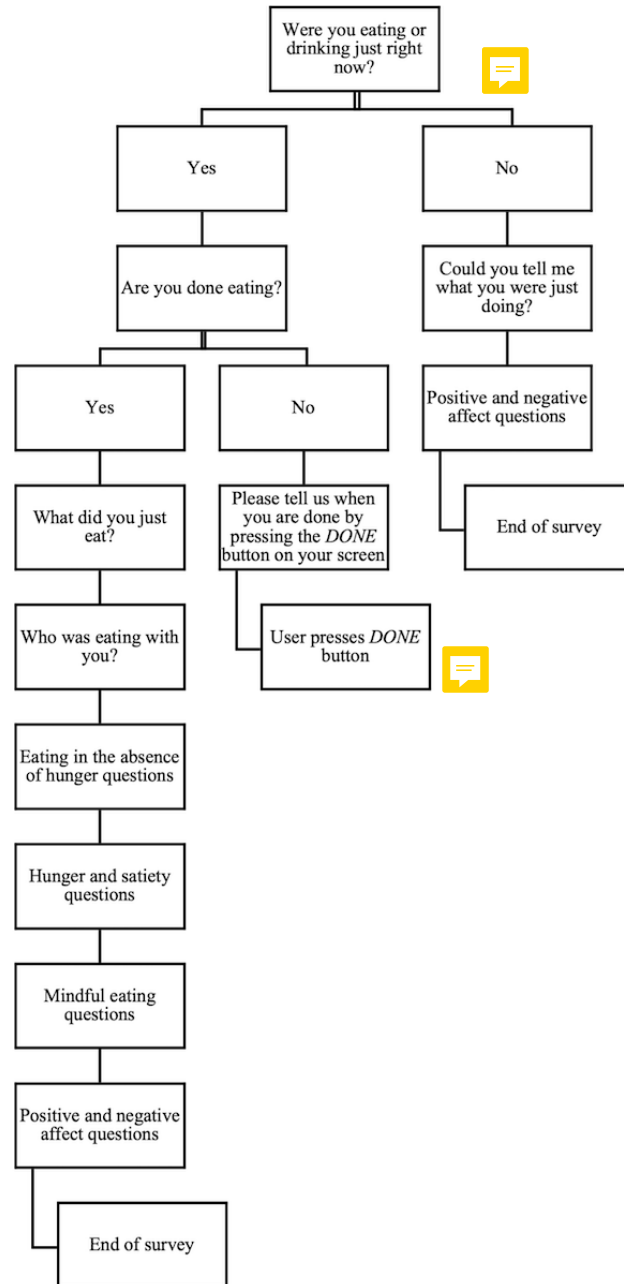 Were you eating or
drinking just right
now?
Yes
No
Are you done eating?
Could you tell me
what you were just
doing?
Yes
No
Positive and negative
affect questions
What did you just
eat?
Please tell us when
you are done by
pressing the DONE
button on your screen
End of survey
Who was eating with
you?
User presses DONE
button
Eating in the absence
of hunger questions
Hunger and satiety
questions
Mindful eating
questions
Positive and negative
affect questions
End of survey